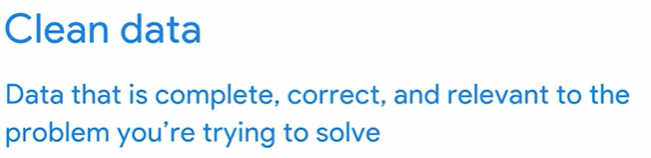 Clean data
Data that is complete, correct, and relevant to the
problem you're trying to solve